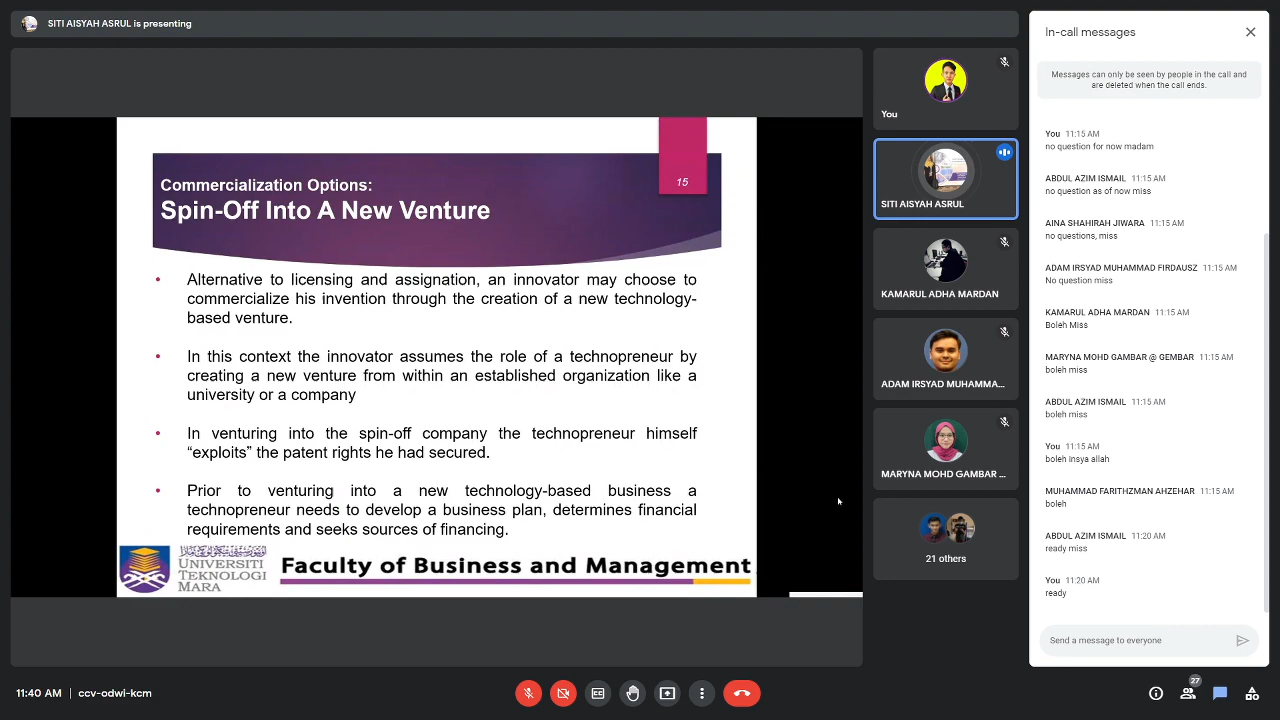 SITI AISYAH ASRUL is presenting
15
Commercialization Options:
Spin-Off Into A New Venture
• Alternative to licensing and assignation, an innovator may choose to
commercialize his invention through the creation of a new technology-
based venture.
• In this context the innovator assumes the role of a technopreneur by
creating a new venture from within an established organization like a
university or a company
• In venturing into the spin-off company the technopreneur himself
“exploits” the patent rights he had secured.
• Prior to venturing into a new technology-based business a
technopreneur needs to develop a business plan, determines financial
requirements and seeks sources of financing.
UNIVERSITI
TEKNOLOGI
MARA
Faculty of Business and Management
You
SITI AISYAH ASRUL
KAMARUL ADHA MARDAN
ADAM IRSYAD MUHAMMA...
MARYNA MOHD GAMBAR ...
21 others
In-call messages
Messages can only be seen by people in the call and
are deleted when the call ends.
You 11:15 AM
no question for now madam
ABDUL AZIM ISMAIL 11:15 AM
no question as of now miss
AINA SHAHIRAH JIWARA 11:15 AM
no questions, miss
ADAM IRSYAD MUHAMMAD FIRDAUSZ 11:15 AM
No question miss
KAMARUL ADHA MARDAN 11:15 AM
Boleh Miss
MARYNA MOHD GAMBAR @ GEMBAR 11:15 AM
boleh miss
ABDUL AZIM ISMAIL 11:15 AM
boleh miss
You 11:15 AM
boleh insya allah
MUHAMMAD FARITHZMAN AHZEHAR 11:15 AM
boleh
ABDUL AZIM ISMAIL 11:20 AM
ready miss
You 11:20 AM
ready
Send a message to everyone
11:40 AM | ccv-odwi-kcm
27